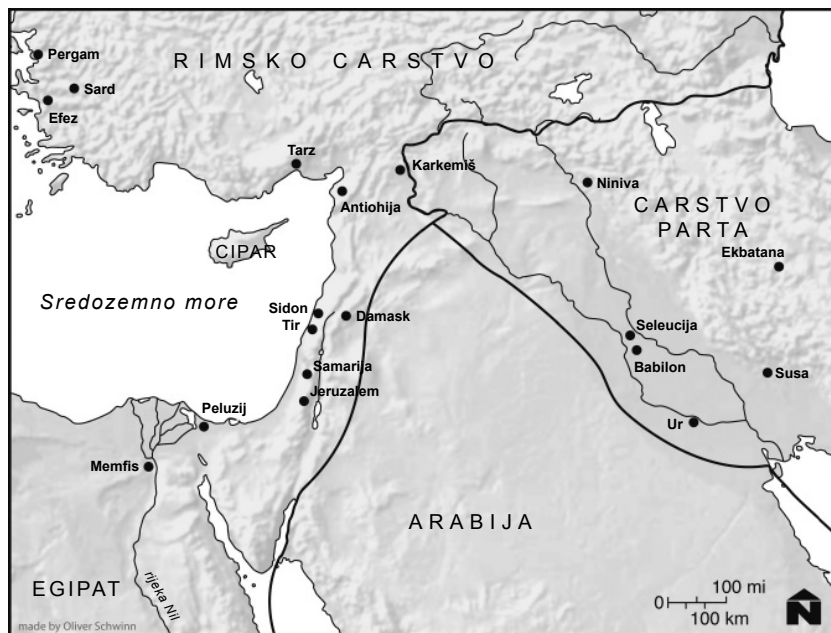 RIMSKO CARSTVO
Pergam
Sard
Efez
Tarz
Karkemiš
Antiohija
Niniva
CARSTVO
PARTA
Ekbatana
CIPAR
Sredozemno more
Sidon
Tir
Damask
Seleucija
Babilon
Samarija
Jeruzalem
Susa
Peluzij
Ur
Memfis
ARABIJA
EGIPAT
rijeka Nil
0 100 mi
100 km
N
made by Oliver Schwinn